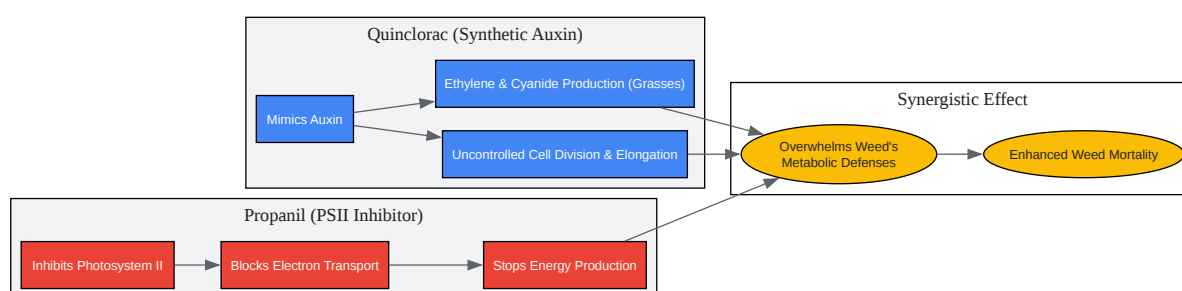 Quinclorac (Synthetic Auxin)
Ethylene & Cyanide Production (Grasses)
Mimics Auxin
Uncontrolled Cell Division & Elongation
Synergistic Effect
Overwhelms Weed's
Metabolic Defenses
Enhanced Weed Mortality
Propanil (PSII Inhibitor)
Inhibits Photosystem II
Blocks Electron Transport
Stops Energy Production